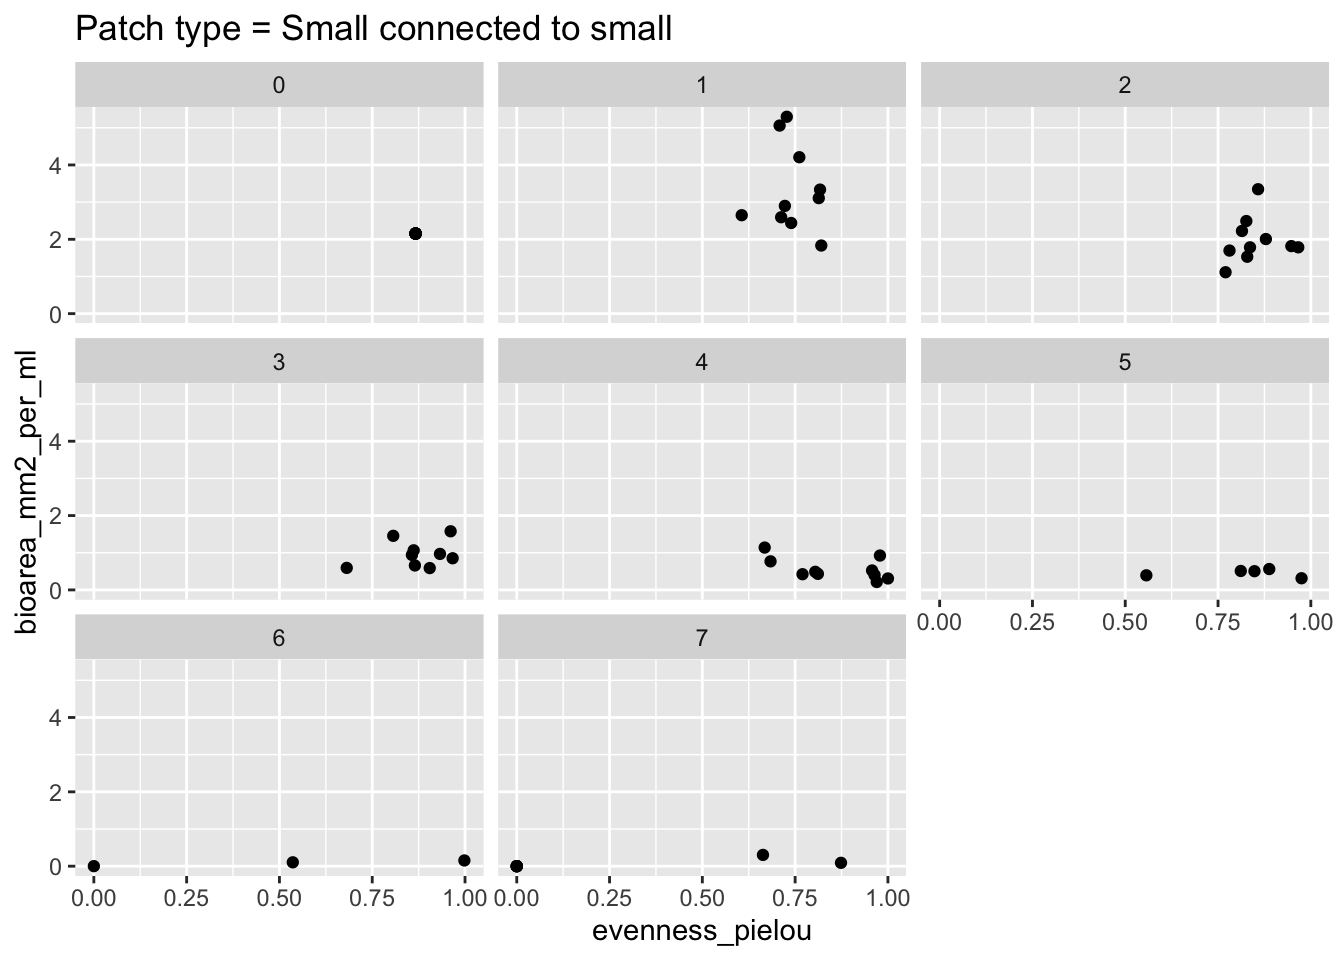 Patch type = Small connected to small
0 1 2
4
2
0
3 4 5
4
2
0
0.00 0.25 0.50 0.75 1.00
6 7
4
2
0
0.00 0.25 0.50 0.75 1.00 0.00 0.25 0.50 0.75 1.00
evenness_pielou
bioarea_mm2_per_ml